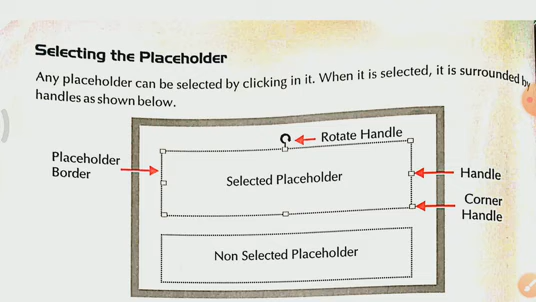 Selecting the Placeholder
Any placeholder can be selected by clicking in it. When it is selected, it is surrounded by
handles as shown below.
Rotate Handle
Placeholder
Border
Selected Placeholder
Handle
Corner
Handle
Non Selected Placeholder